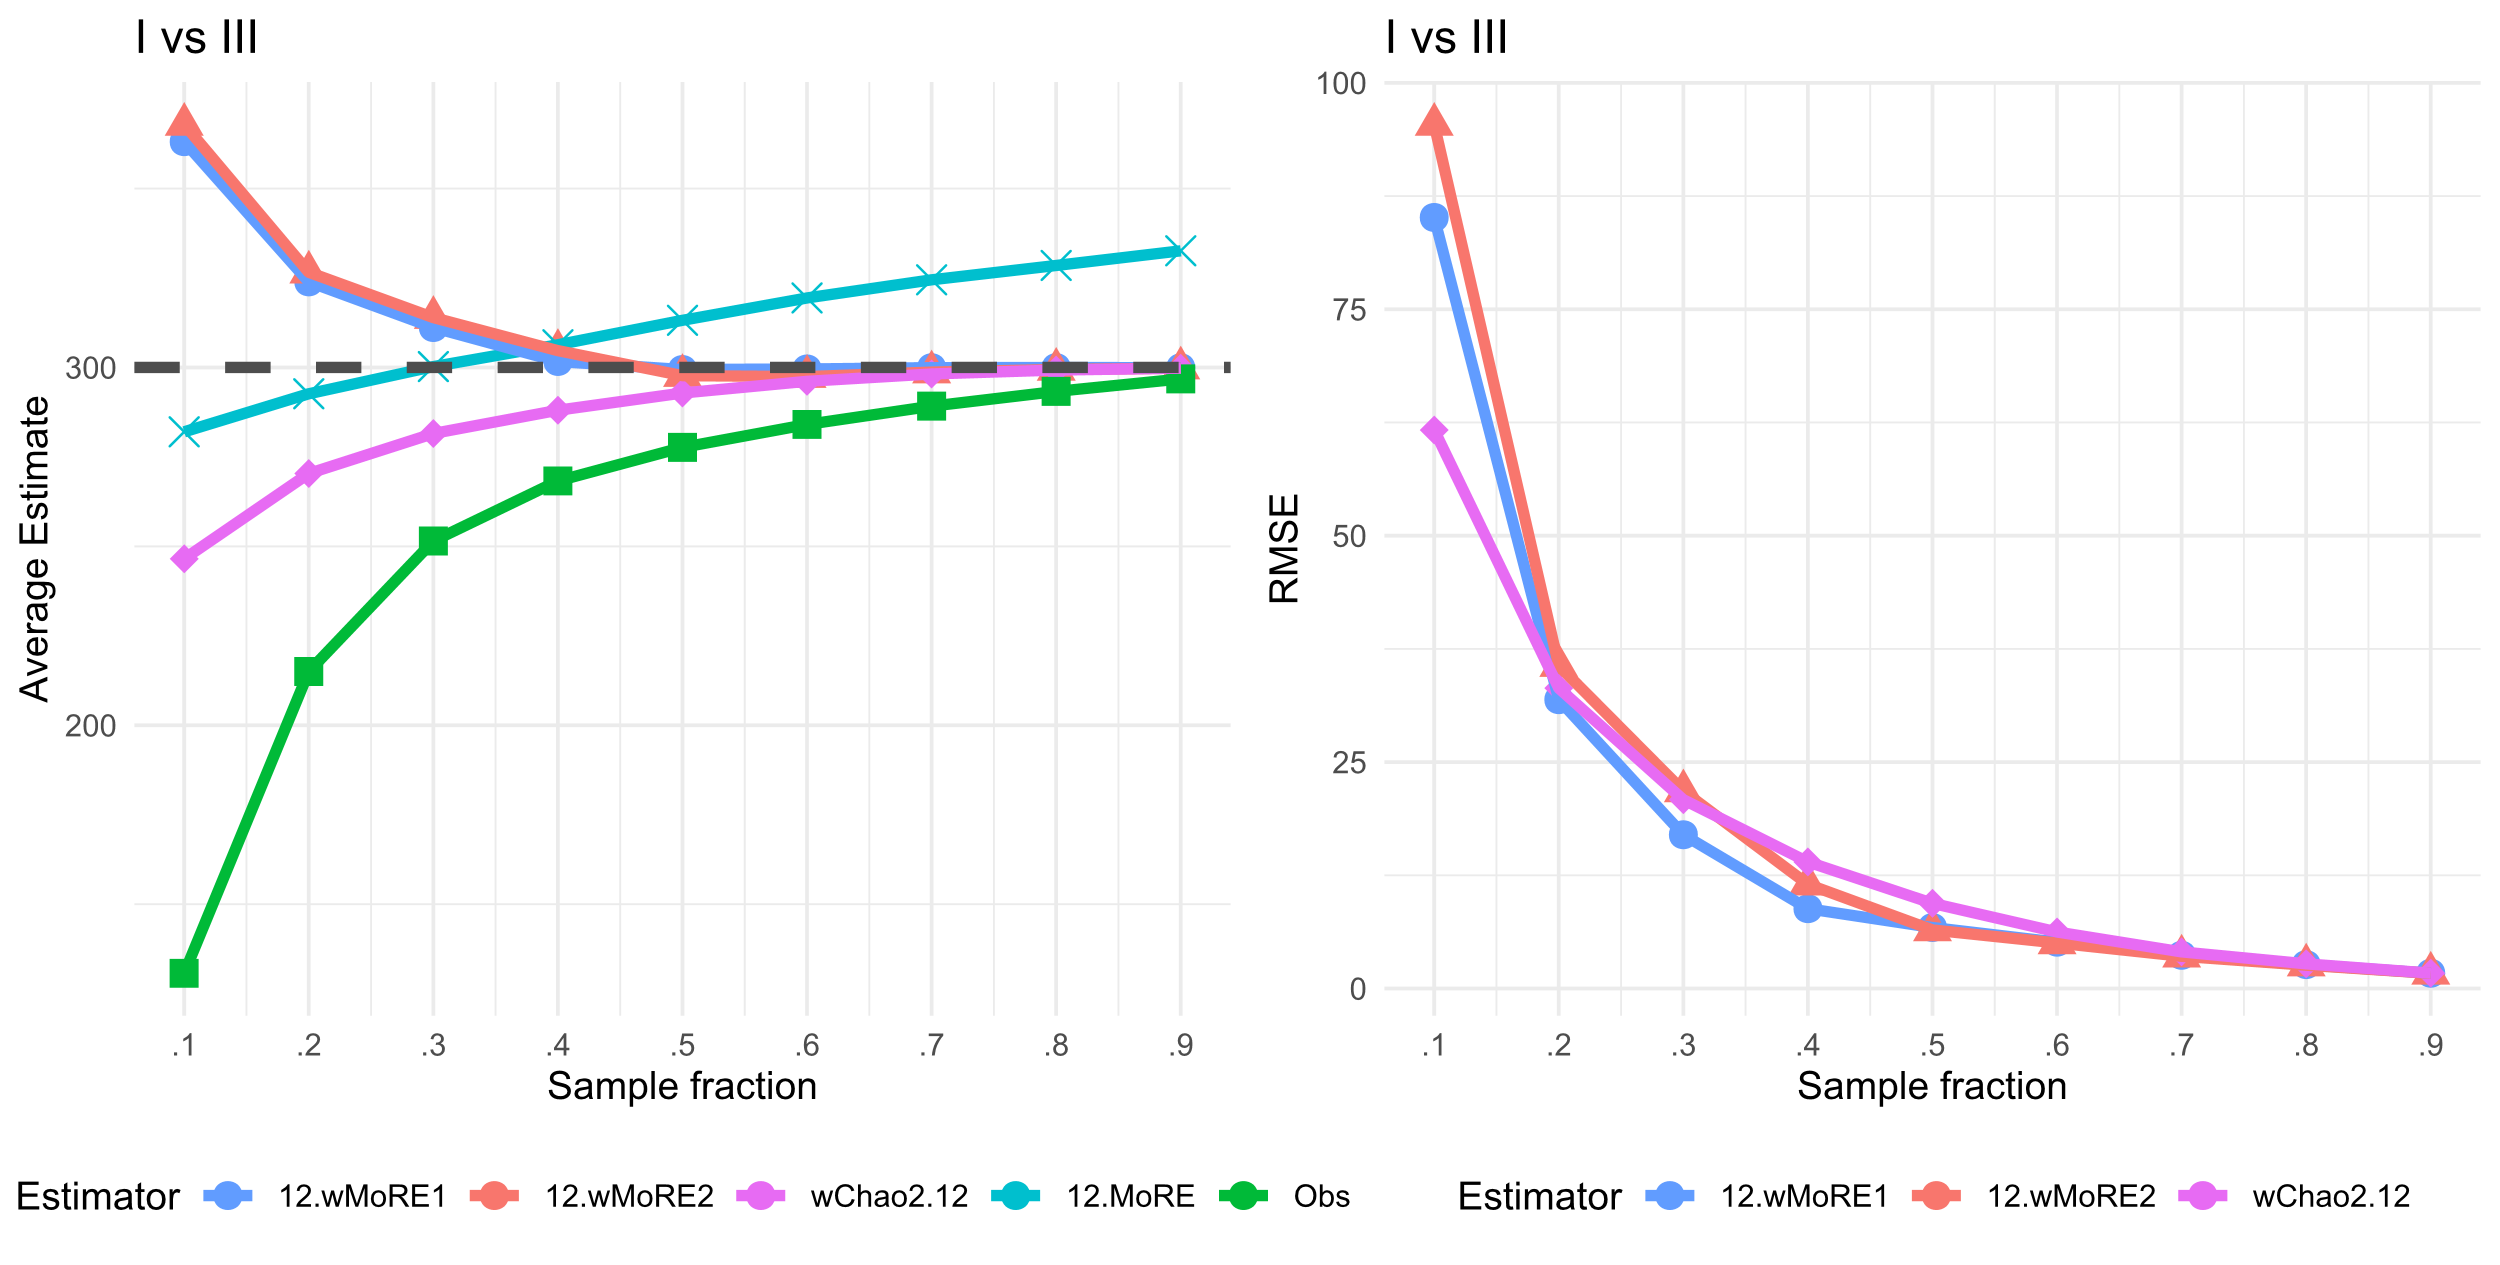 I vs III
Average Estimate
300
200
.1 .2 .3 .4 .5 .6 .7 .8 .9
Sample fraction
Estimator 12.wMoRE1 12.wMoRE2 wChao2.12 12.MoRE Obs
I vs III
RMSE
100
75
50
25
0
.1 .2 .3 .4 .5 .6 .7 .8 .9
Sample fraction
Estimator 12.wMoRE1 12.wMoRE2 wChao2.12